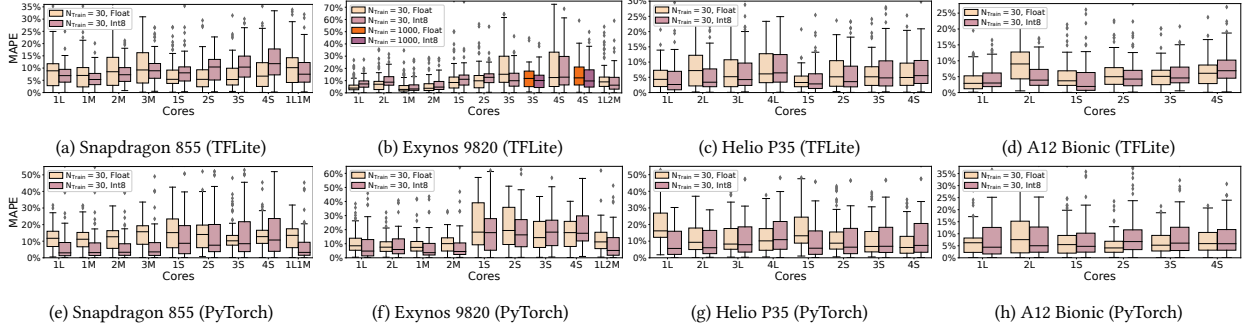 35%
30%
25%
20%
15%
10%
5%
0%
MAPE
N_Train = 30, Float
N_Train = 30, Int8
1L 1M 2M 3M 1S 2S 3S 4S 1L1M
Cores
(a) Snapdragon 855 (TFLite)
70%
60%
50%
40%
30%
20%
10%
0%
N_Train = 30, Float
N_Train = 30, Int8
N_Train = 1000, Float
N_Train = 1000, Int8
1L 2L 1M 2M 1S 2S 3S 3S 4S 4S 1L2M
Cores
(b) Exynos 9820 (TFLite)
30%
20%
10%
0%
N_Train = 30, Float
N_Train = 30, Int8
1L 2L 3L 4L 1S 2S 3S 4S
Cores
(c) Helio P35 (TFLite)
25%
20%
15%
10%
5%
0%
N_Train = 30, Float
N_Train = 30, Int8
1L 2L 1S 2S 3S 4S
Cores
(d) A12 Bionic (TFLite)
50%
40%
30%
20%
10%
0%
MAPE
N_Train = 30, Float
N_Train = 30, Int8
1L 1M 2M 3M 1S 2S 3S 4S 1L1M
Cores
(e) Snapdragon 855 (PyTorch)
60%
50%
40%
30%
20%
10%
0%
N_Train = 30, Float
N_Train = 30, Int8
1L 2L 1M 2M 1S 2S 3S 4S 1L2M
Cores
(f) Exynos 9820 (PyTorch)
50%
40%
30%
20%
10%
0%
N_Train = 30, Float
N_Train = 30, Int8
1L 2L 3L 4L 1S 2S 3S 4S
Cores
(g) Helio P35 (PyTorch)
35%
30%
25%
20%
15%
10%
5%
0%
N_Train = 30, Float
N_Train = 30, Int8
1L 2L 1S 2S 3S 4S
Cores
(h) A12 Bionic (PyTorch)